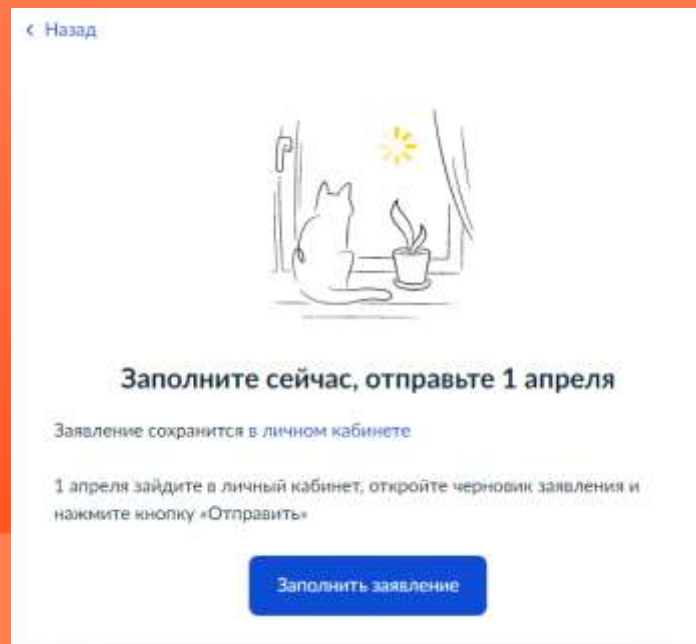 Назад
Заполните сейчас, отправьте 1 апреля
Заявление сохранится в личном кабинете
1 апреля зайдите в личный кабинет, откройте черновик заявления и
нажмите кнопку «Отправить»
Заполнить заявление